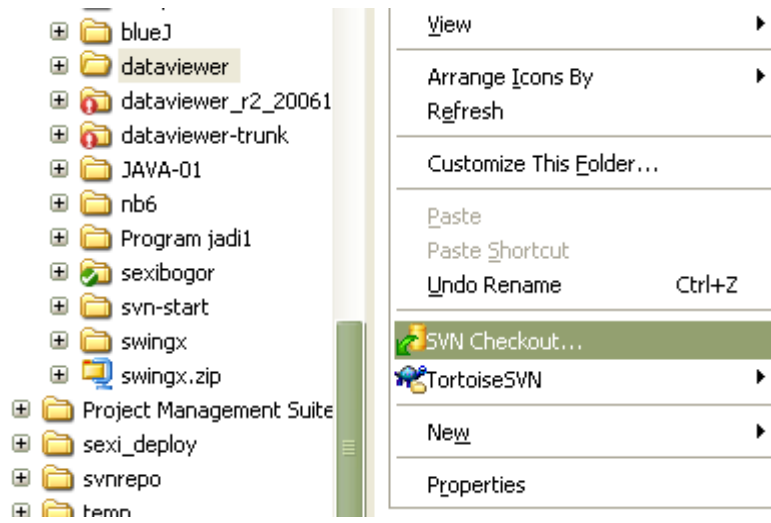 blueJ
dataviewer
dataviewer_r2_20061
dataviewer-trunk
JAVA-01
nb6
Program jadi1
sexibogor
svn-start
swingx
swingx.zip
Project Management Suite
sexi_deploy
svnrepo
temp
View
Arrange Icons By
Refresh
Customize This Folder...
Paste
Paste Shortcut
Undo Rename Ctrl+Z
SVN Checkout...
TortoiseSVN
New
Properties